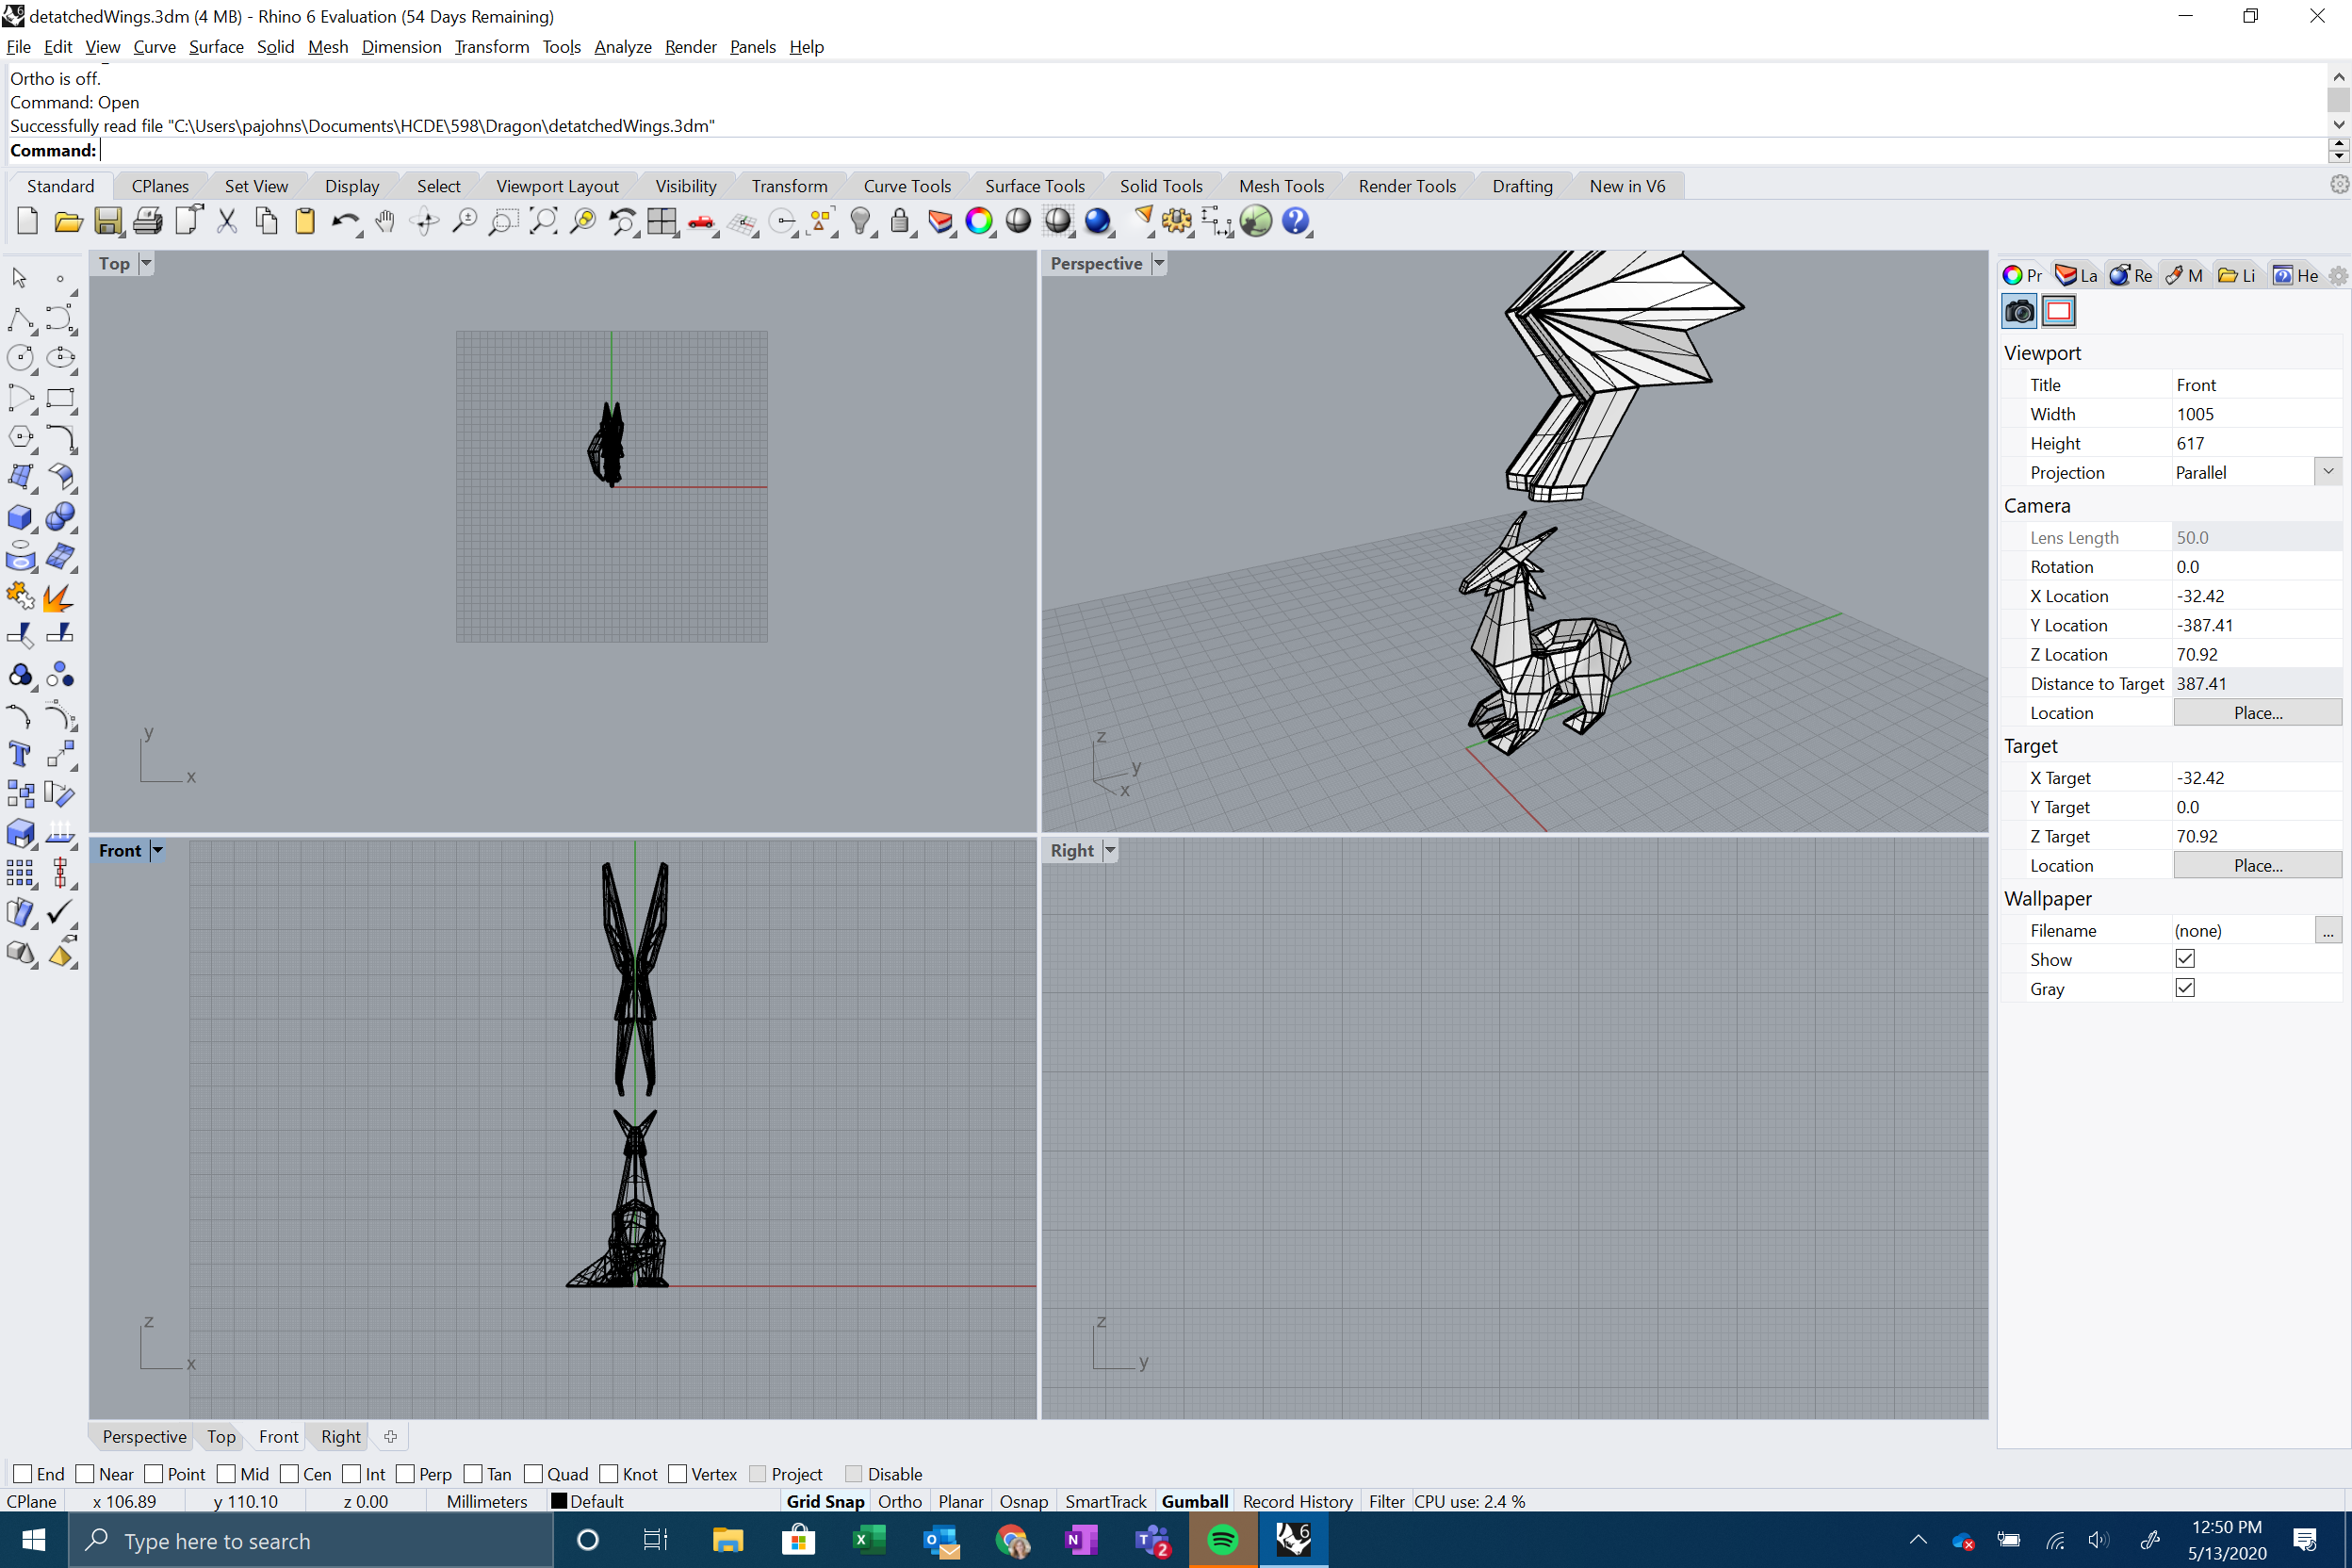 detatchedWings.3dm (4 MB) - Rhino 6 Evaluation (54 Days Remaining)
File Edit View Curve Surface Solid Mesh Dimension Transform Tools Analyze Render Panels Help
Ortho is off.
Command: Open
Successfully read file "C:\Users\pajohns\Documents\HCDE\598\Dragon\detatchedWings.3dm"
Command:
Standard CPlanes Set View Display Select Viewport Layout Visibility Transform Curve Tools Surface Tools Solid Tools Mesh Tools Render Tools Drafting New in V6
Top
y
x
Perspective
z
y
x
Front
z
x
Right
z
y
Pr La Re M Li He
Viewport
Title Front
Width 1005
Height 617
Projection Parallel
Camera
Lens Length 50.0
Rotation 0.0
X Location -32.42
Y Location -387.41
Z Location 70.92
Distance to Target 387.41
Location Place...
Target
X Target -32.42
Y Target 0.0
Z Target 70.92
Location Place...
Wallpaper
Filename (none) ...
Show
Gray
Perspective Top Front Right
End Near Point Mid Cen Int Perp Tan Quad Knot Vertex Project Disable
CPlane x 106.89 y 110.10 z 0.00 Millimeters Default Grid Snap Ortho Planar Osnap SmartTrack Gumball Record History Filter CPU use: 2.4 %
Type here to search
2
6
12:50 PM
5/13/2020